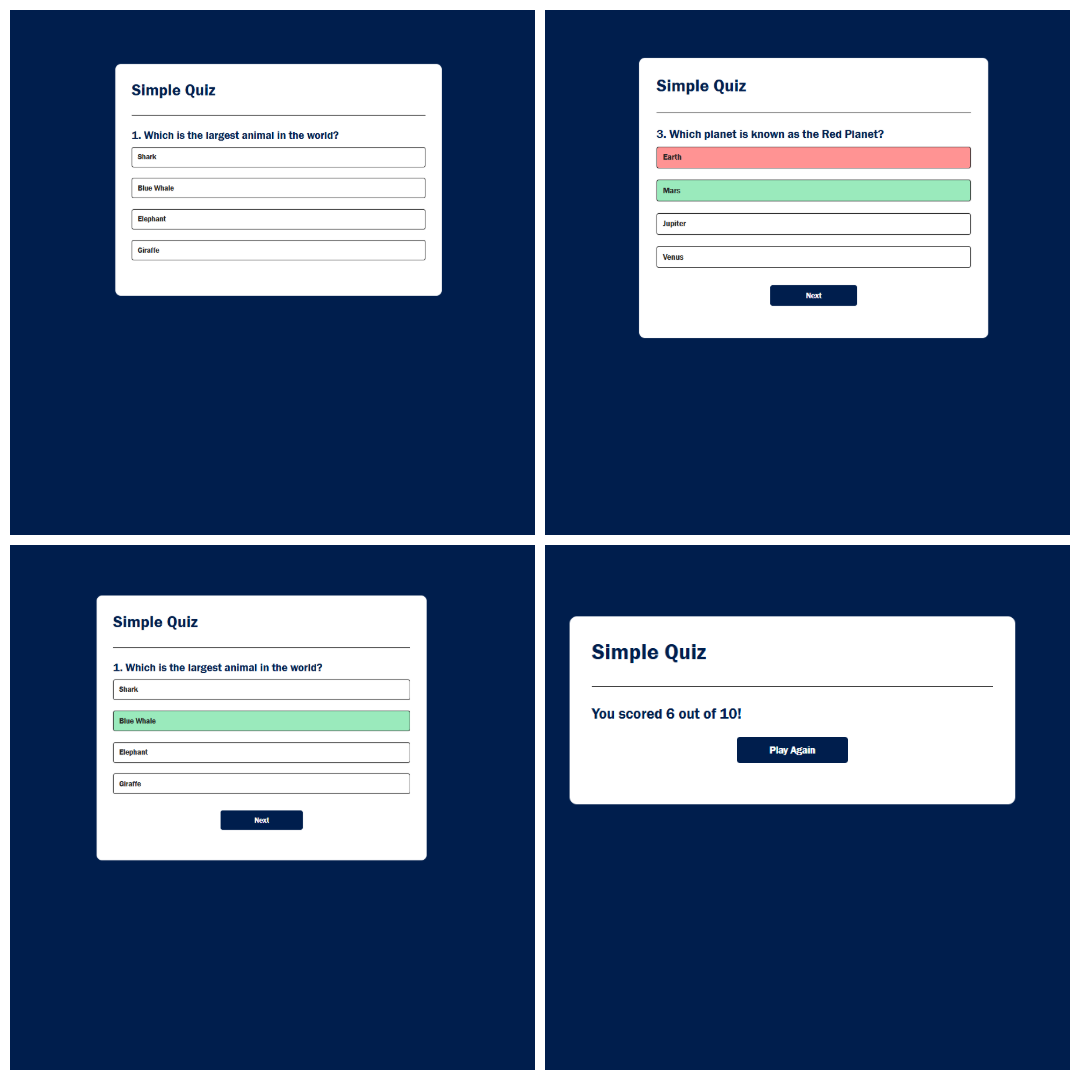 Simple Quiz
1. Which is the largest animal in the world?
Shark
Blue Whale
Elephant
Giraffe
Simple Quiz
3. Which planet is known as the Red Planet?
Earth
Mars
Jupiter
Venus
Next
Simple Quiz
1. Which is the largest animal in the world?
Shark
Blue Whale
Elephant
Giraffe
Next
Simple Quiz
You scored 6 out of 10!
Play Again